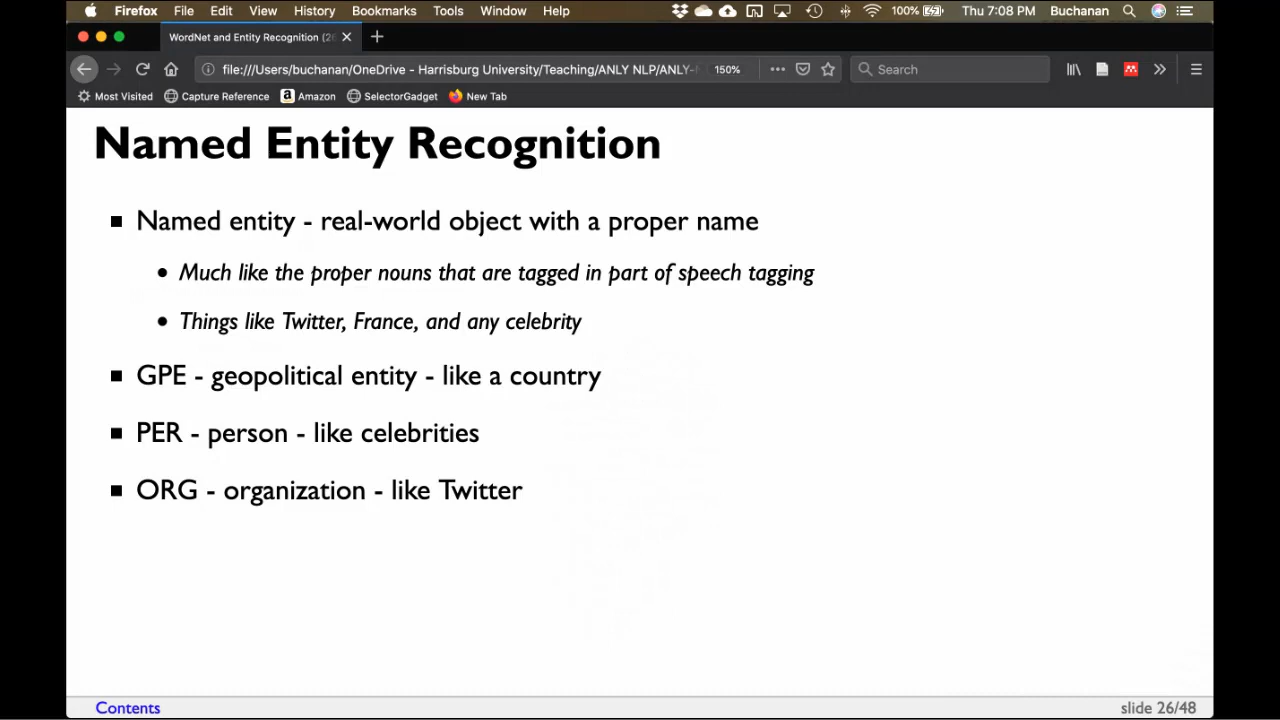 Firefox File Edit View History Bookmarks Tools Window Help 100% Thu 7:08 PM Buchanan
WordNet and Entity Recognition (2
file:///Users/buchanan/OneDrive - Harrisburg University/Teaching/ANLY NLP/ANLY- 150% Search
Most Visited Capture Reference Amazon SelectorGadget New Tab
Named Entity Recognition
Named entity - real-world object with a proper name
Much like the proper nouns that are tagged in part of speech tagging
Things like Twitter, France, and any celebrity
GPE - geopolitical entity - like a country
PER - person - like celebrities
ORG - organization - like Twitter
Contents slide 26/48